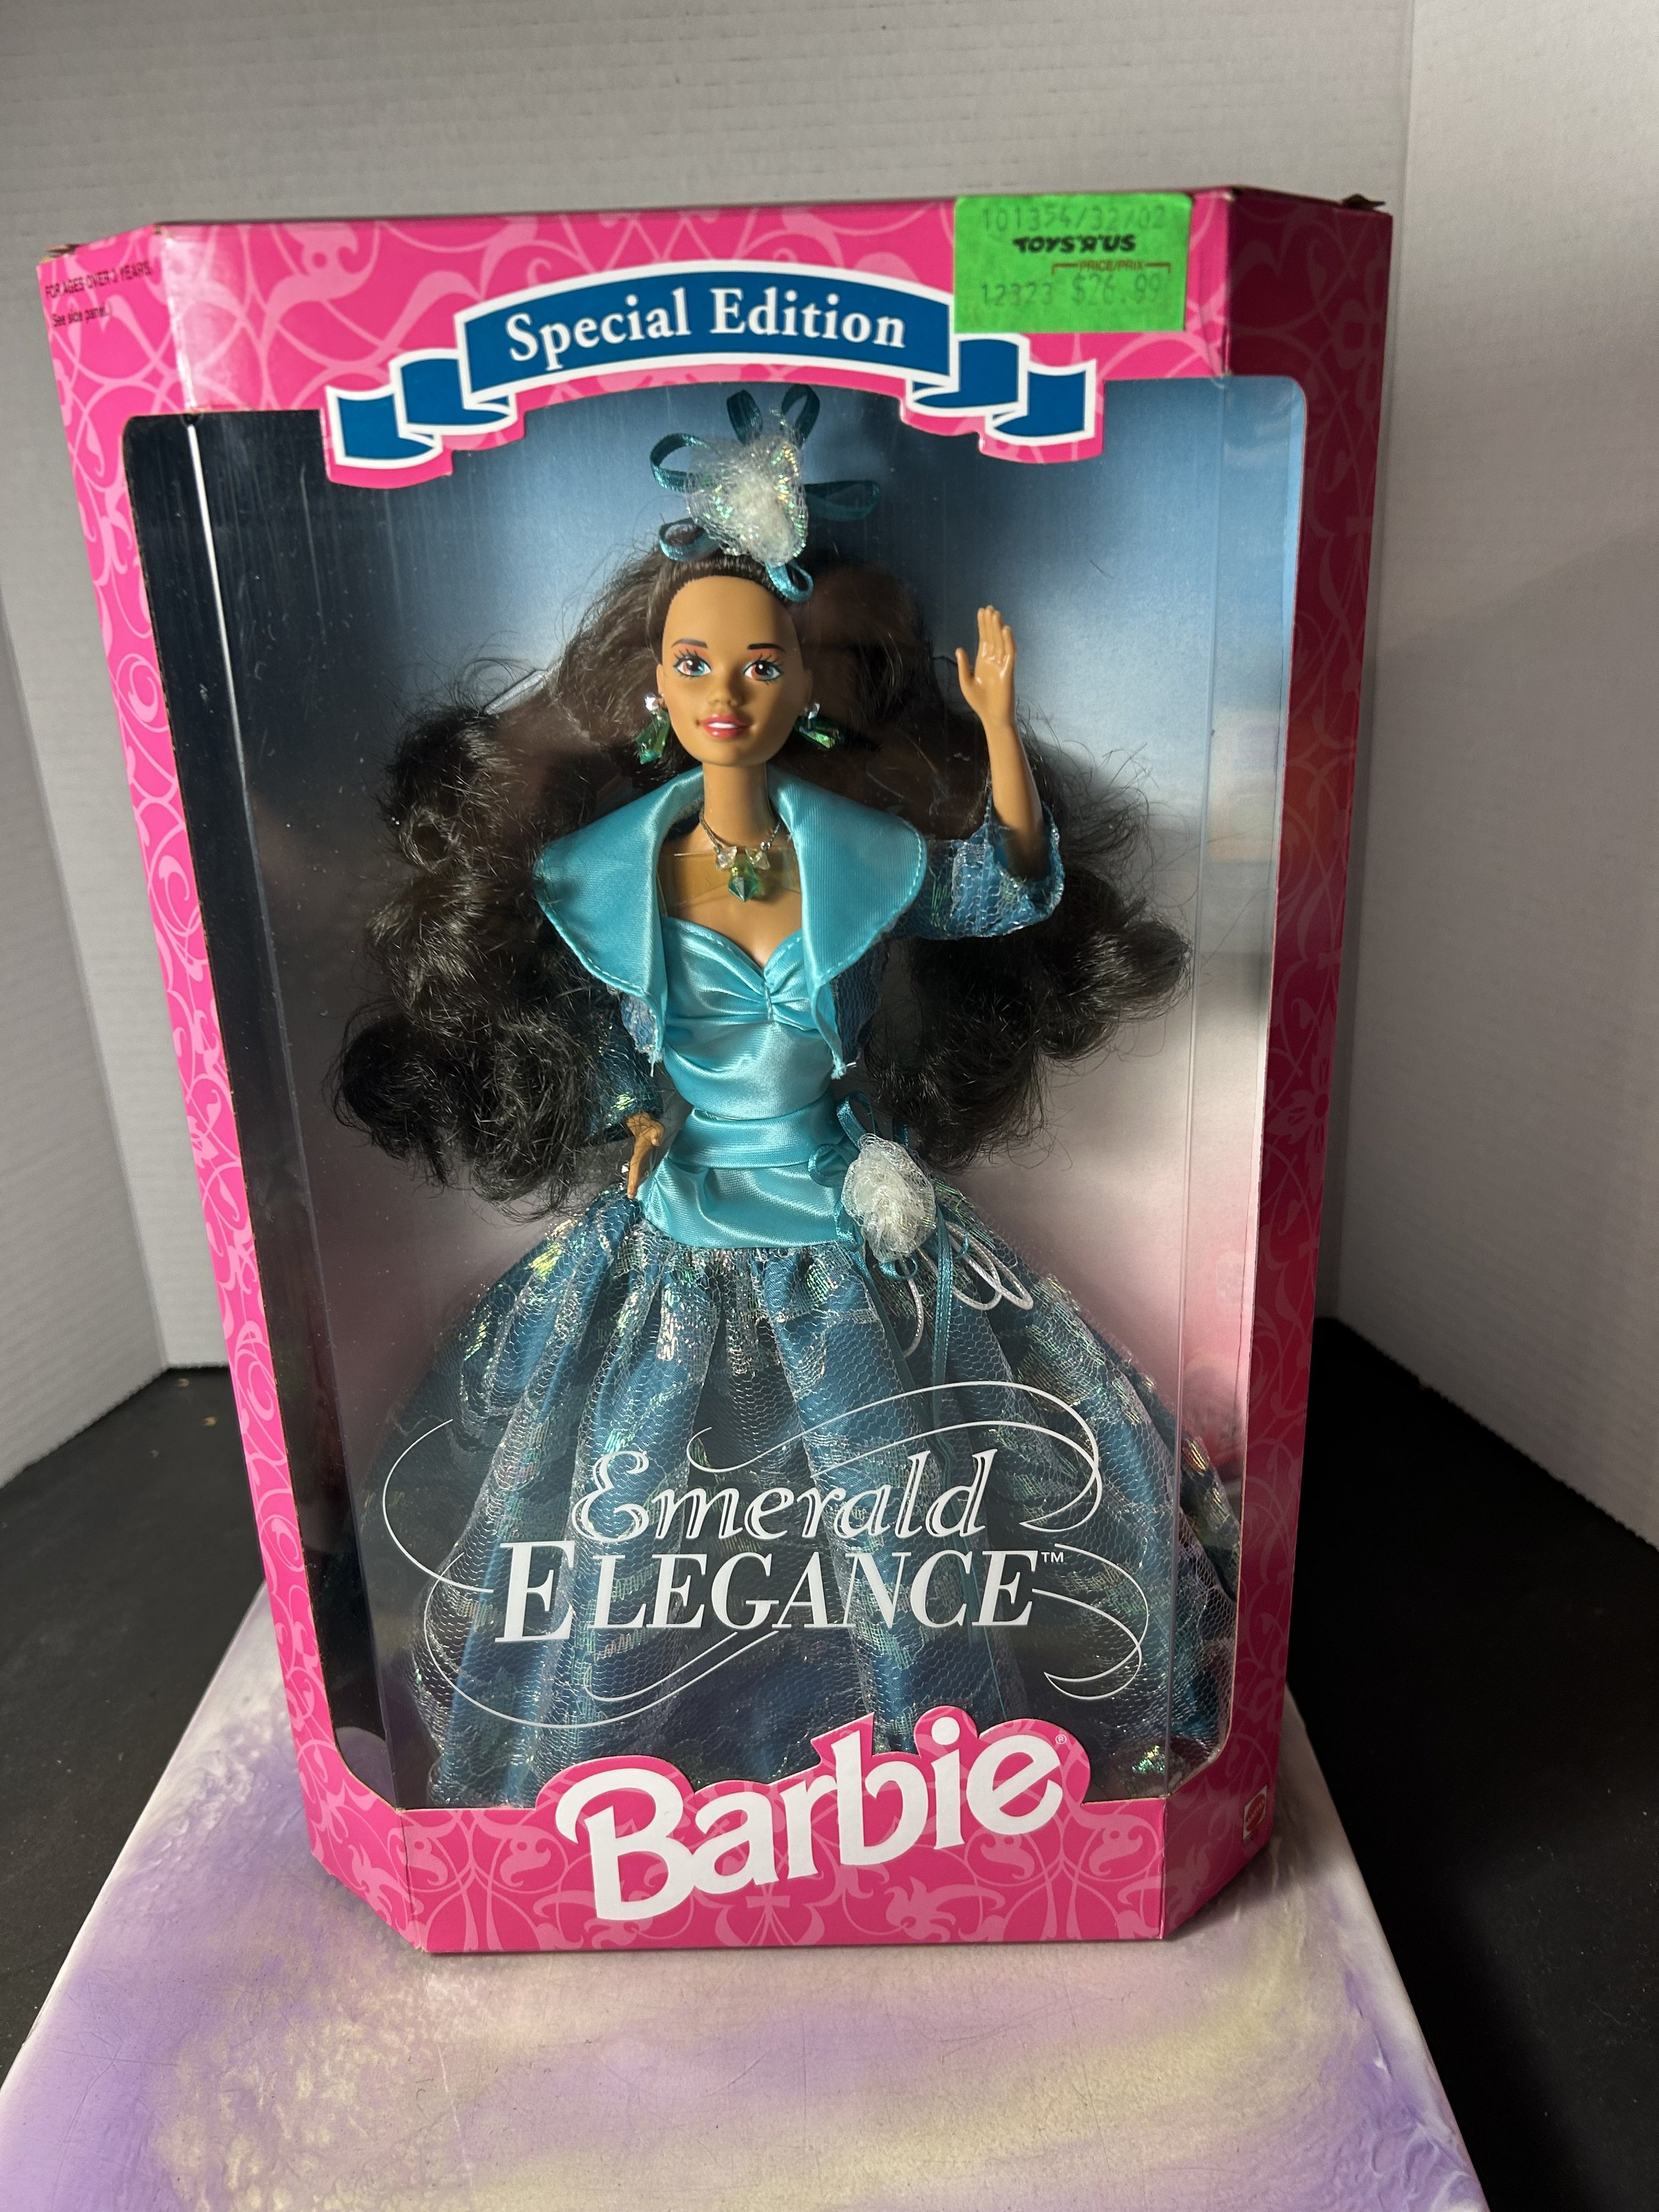 101354/32/02
TOYS"R"US
PRICE/PRIX
12323 $26.99
FOR AGES OVER 3 YEARS.
(See side panel.)
Special Edition
Emerald
ELEGANCE™
Barbie®